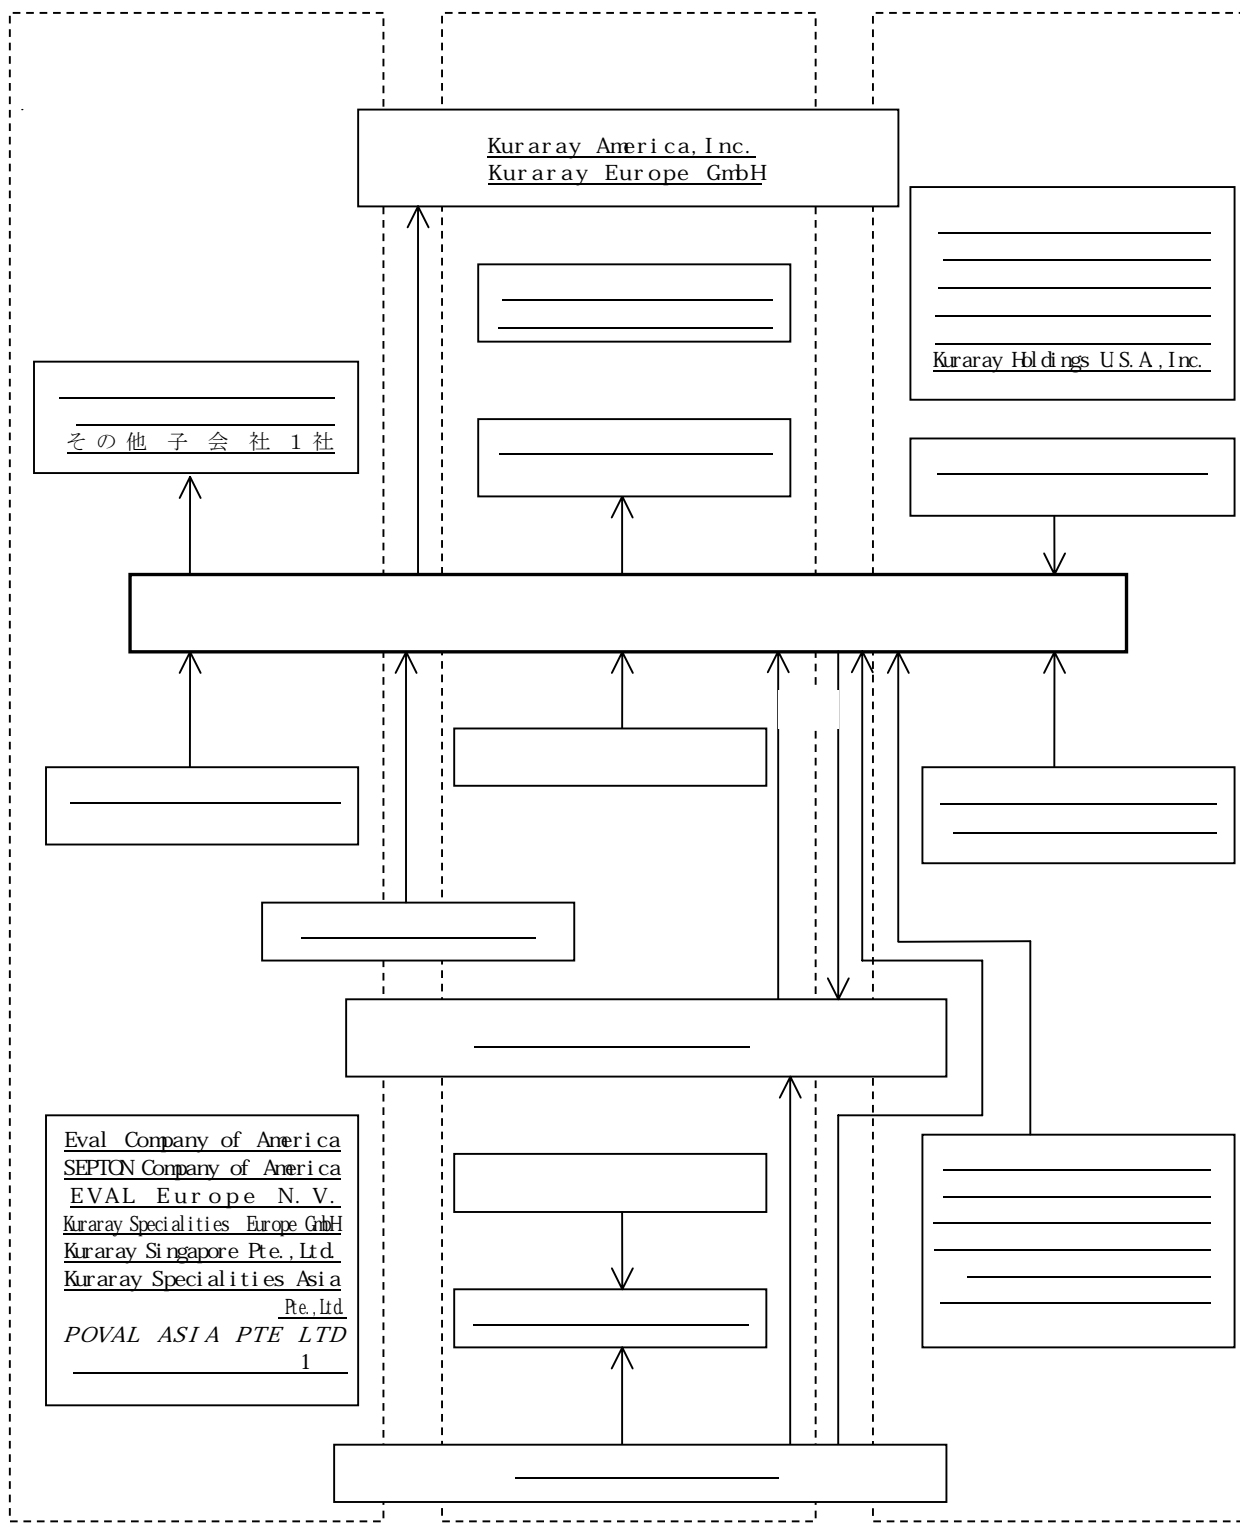 Kuraray America,Inc.
Kuraray Europe GmbH
Kuraray Holdings U.S.A.,Inc.
その他子会社1社
Eval Company of America
SEPTON Company of America
EVAL Europe N.V.
Kuraray Specialities Europe GmbH
Kuraray Singapore Pte.,Ltd.
Kuraray Specialities Asia
Pte.,Ltd.
POVAL ASIA PTE LTD
1